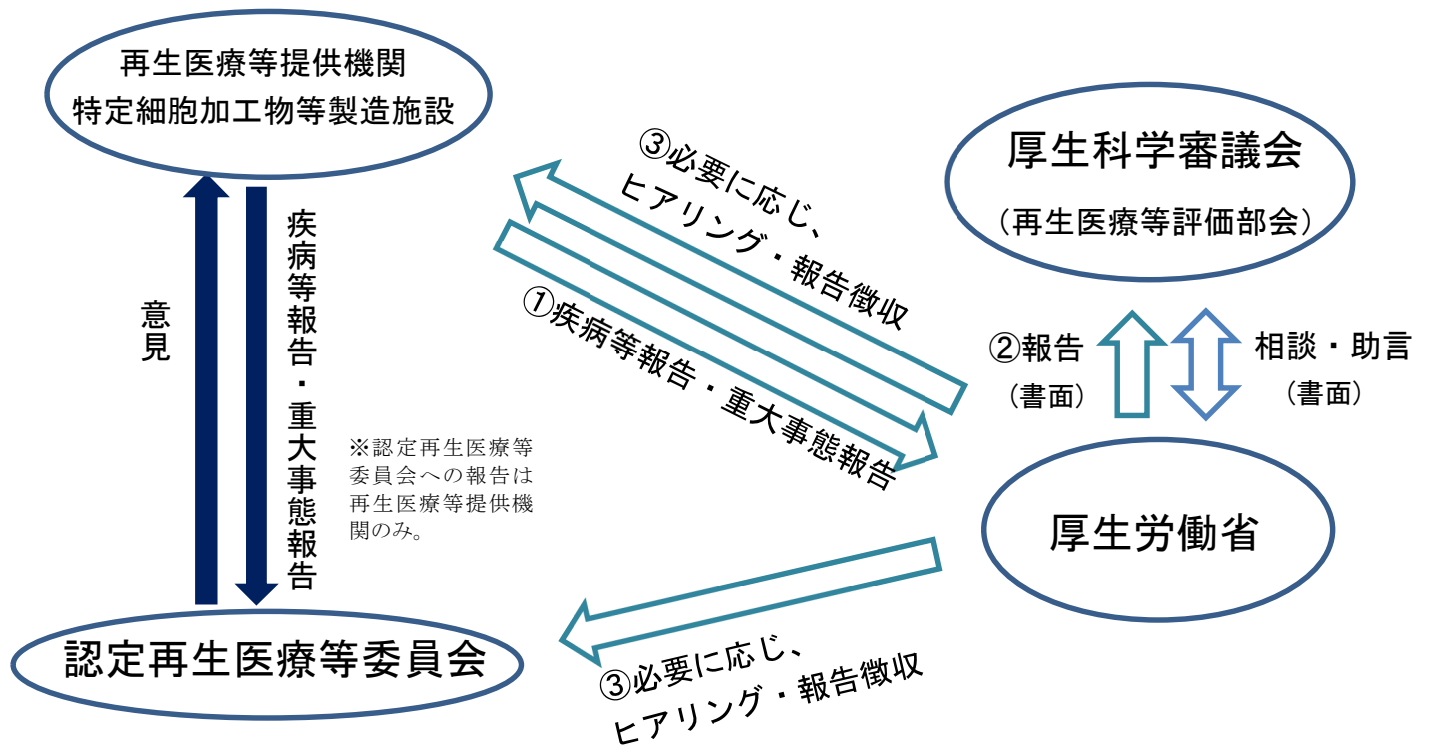 再生医療等提供機関
特定細胞加工物等製造施設
厚生科学審議会
（再生医療等評価部会）
③必要に応じ、
ヒアリング・報告徴収
①疾病等報告・重大事態報告
意見
疾病等報告・重大事態報告
※認定再生医療等
委員会への報告は
再生医療等提供機
関のみ。
②報告
（書面）
相談・助言
（書面）
厚生労働省
認定再生医療等委員会
③必要に応じ、
ヒアリング・報告徴収